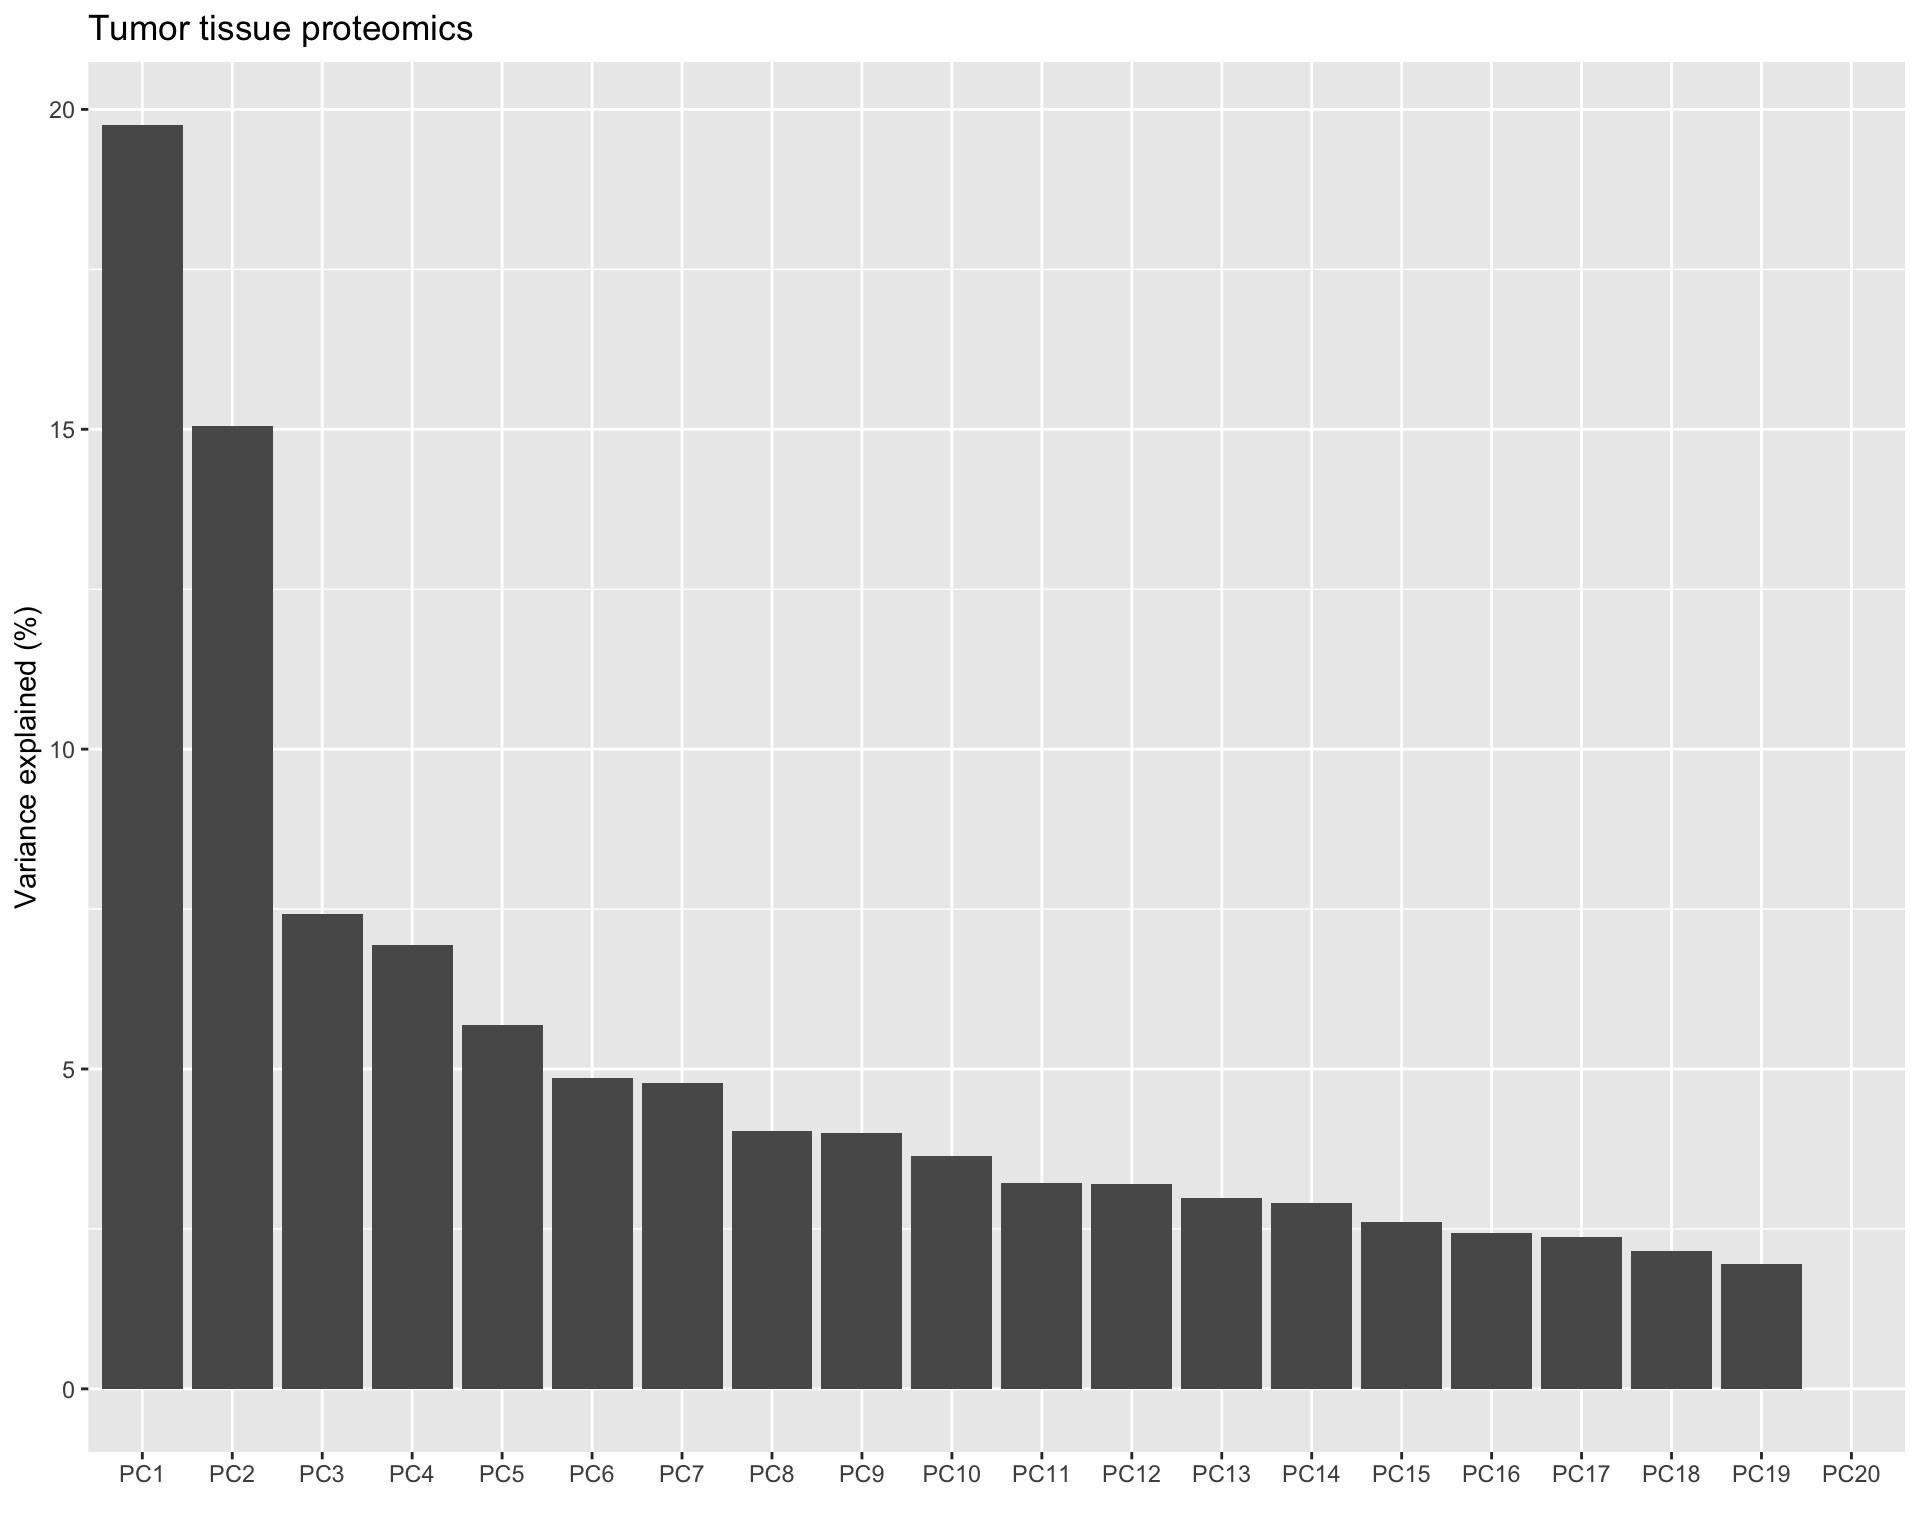 Tumor tissue proteomics
Variance explained (%)
20
15
10
5
0
PC1 PC2 PC3 PC4 PC5 PC6 PC7 PC8 PC9 PC10 PC11 PC12 PC13 PC14 PC15 PC16 PC17 PC18 PC19 PC20